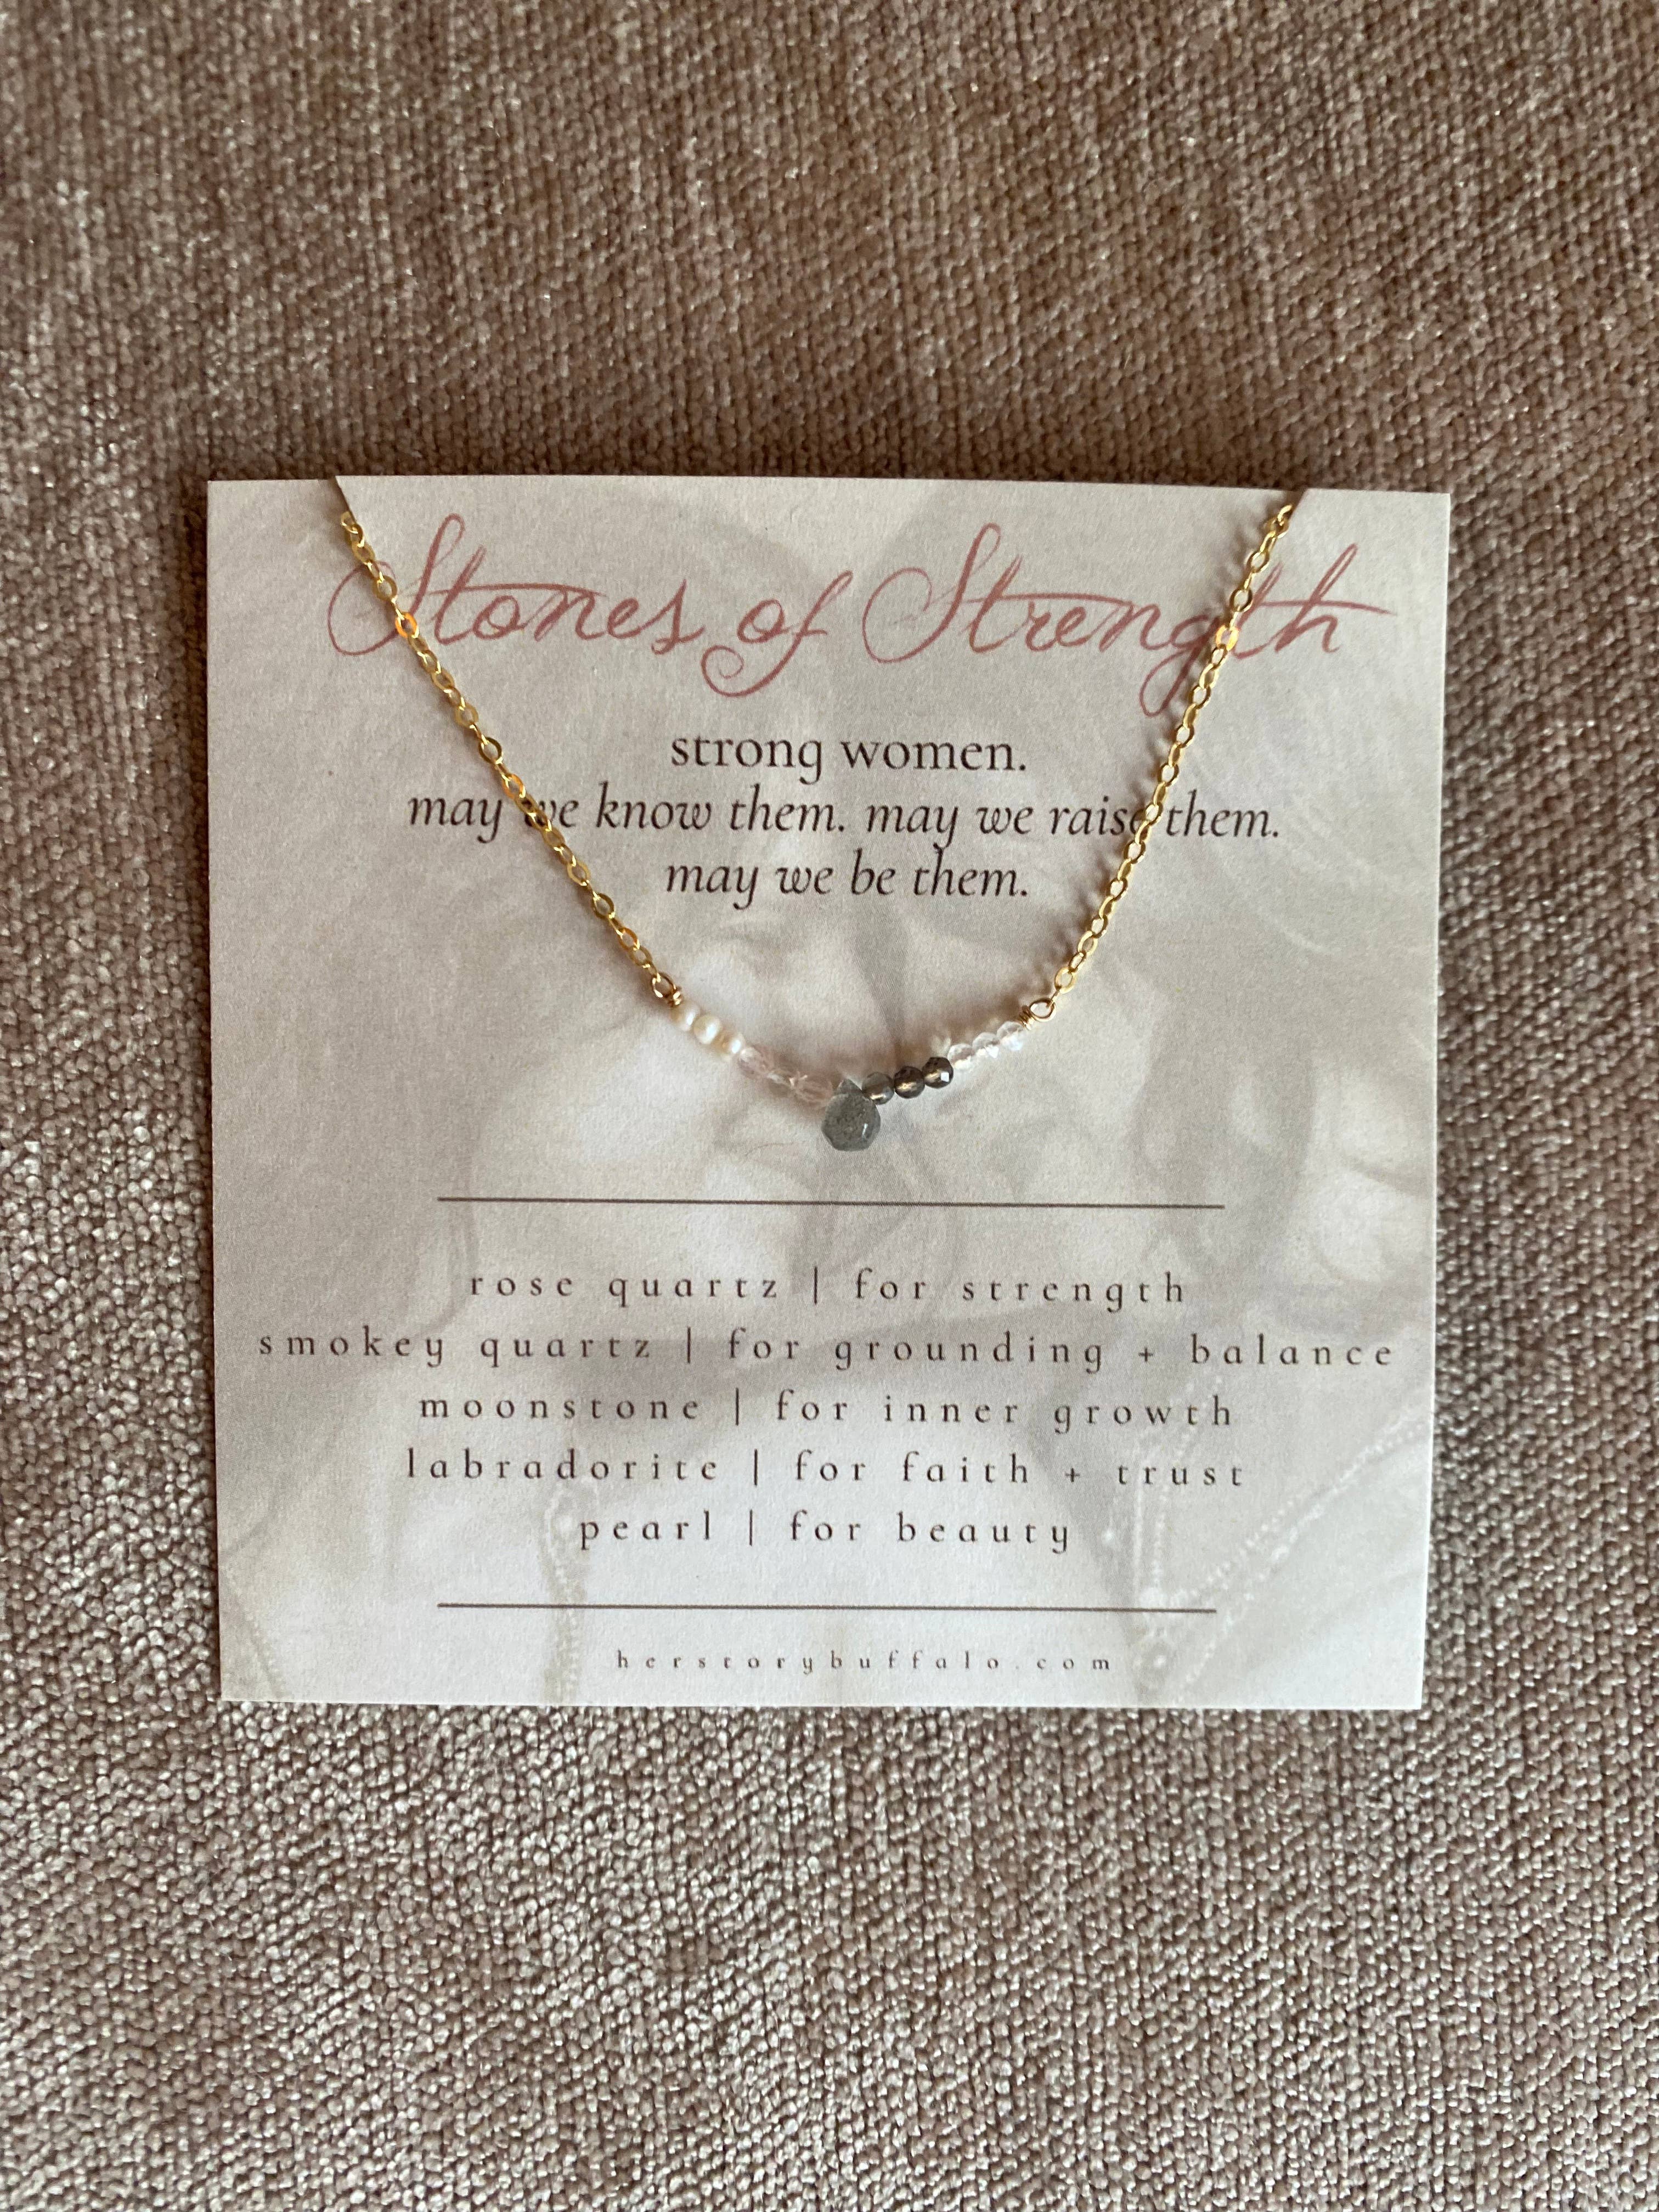 Stones of Strength
strong women.
may we know them. may we raise them.
may we be them.
rose quartz | for strength
smokey quartz | for grounding + balance
moonstone | for inner growth
labradorite | for faith + trust
pearl | for beauty
herstorybuffalo.com